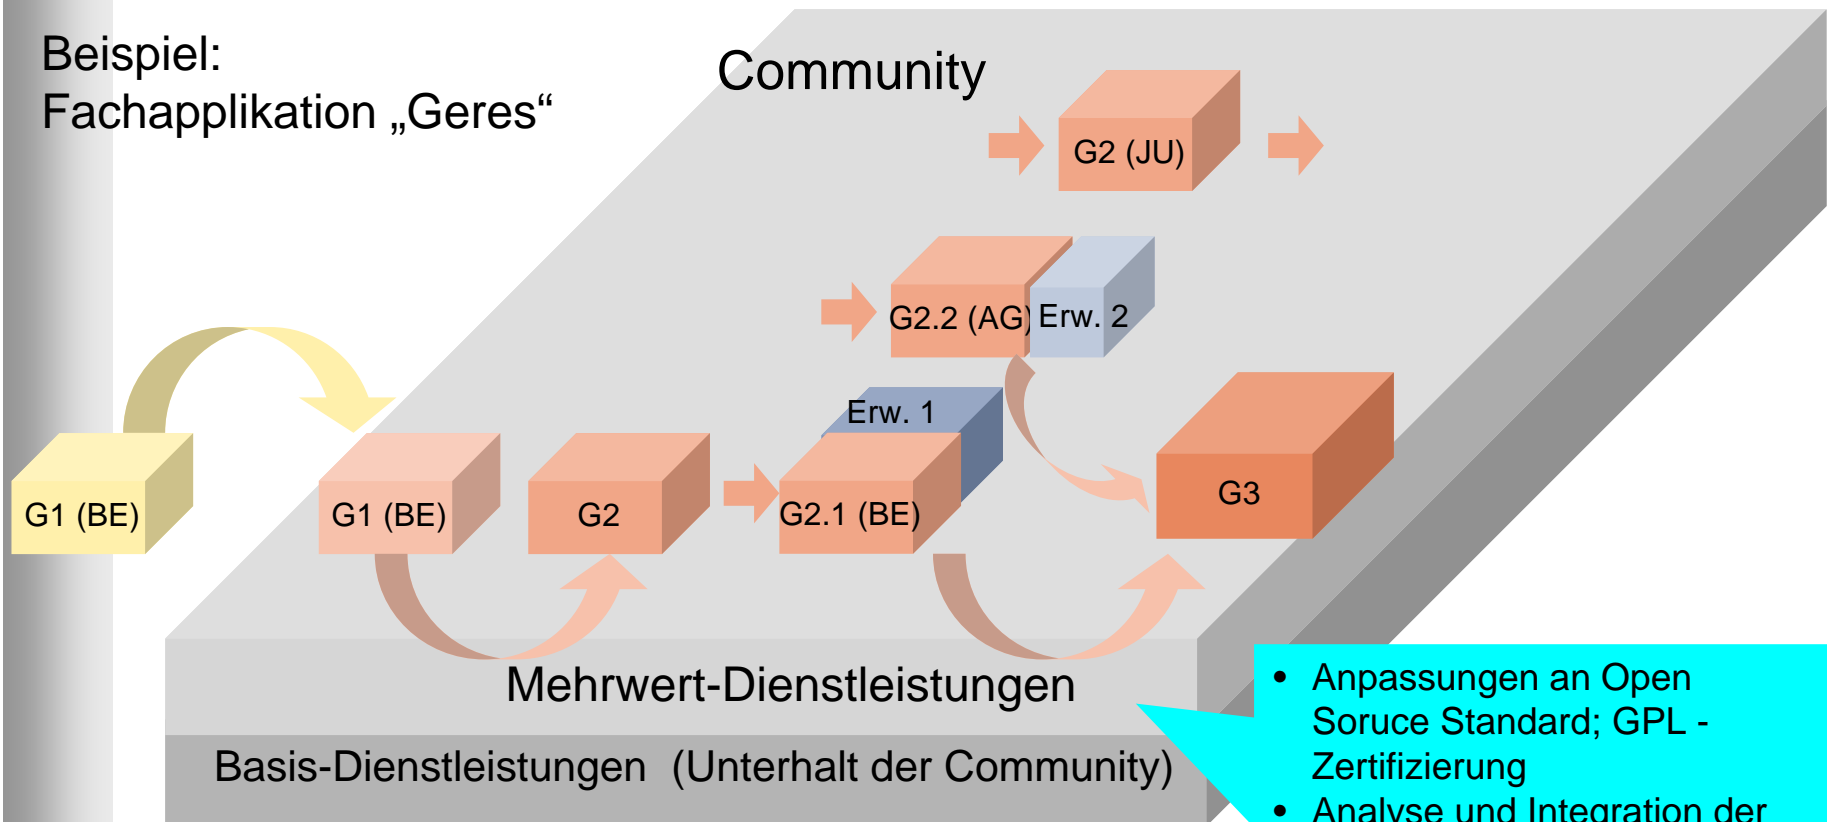 Beispiel:
Fachapplikation „Geres“
Community
G2 (JU)
G2.2 (AG)
Erw. 2
Erw. 1
G1 (BE)
G1 (BE)
G2
G2.1 (BE)
G3
Mehrwert-Dienstleistungen
Basis-Dienstleistungen (Unterhalt der Community)
• Anpassungen an Open
Soruce Standard; GPL -
Zertifizierung
• Analyse und Integration der